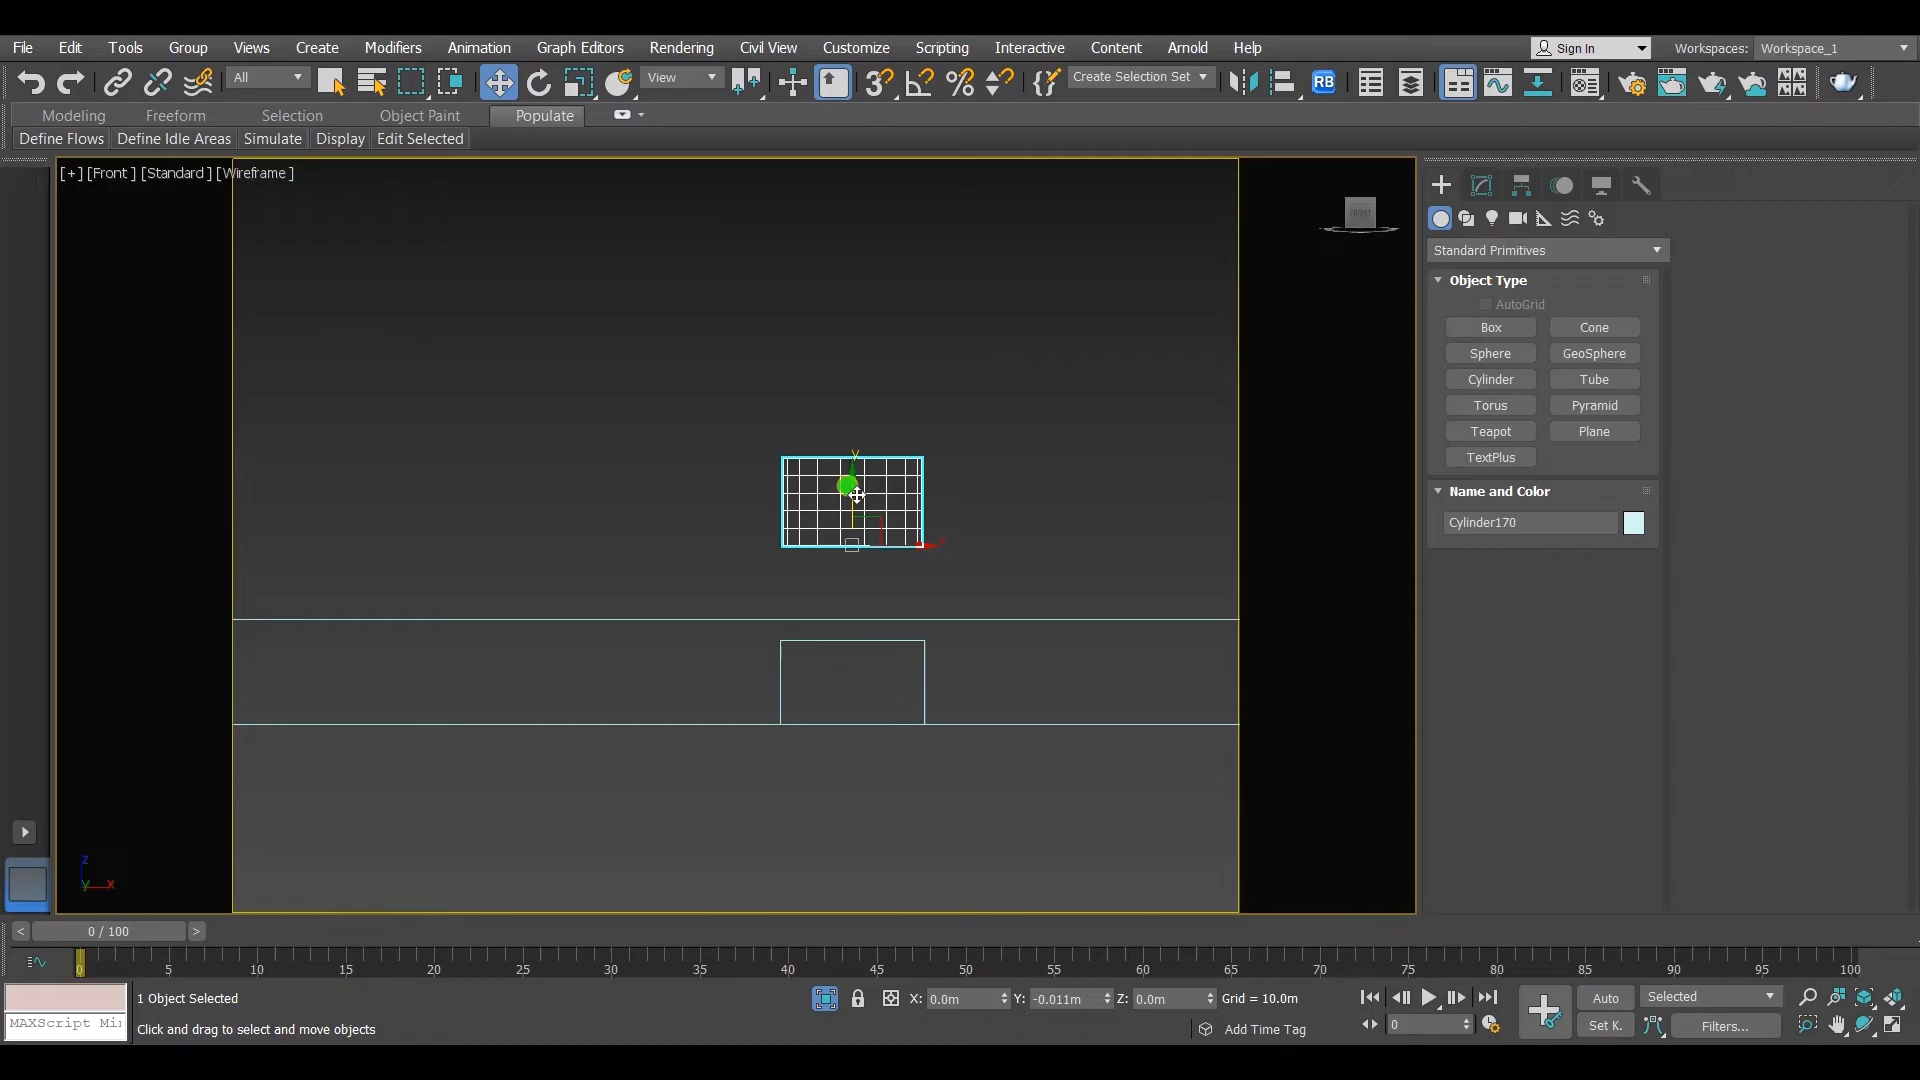 File Edit Tools Group Views Create Modifiers Animation Graph Editors Rendering Civil View Customize Scripting Interactive Content Arnold Help Sign In Workspaces: Workspace_1
All View 3 Create Selection Set RB
Modeling Freeform Selection Object Paint Populate
Define Flows Define Idle Areas Simulate Display Edit Selected
[+] [Front ] [Standard ] [Wireframe ]
FRONT
Standard Primitives
Object Type
AutoGrid
Box Cone
Sphere GeoSphere
Cylinder Tube
Torus Pyramid
Teapot Plane
TextPlus
Name and Color
Cylinder170
y
x
z
y x
< 0 / 100 >
0 5 10 15 20 25 30 35 40 45 50 55 60 65 70 75 80 85 90 95 100
1 Object Selected X: 0.0m Y: -0.011m Z: 0.0m Grid = 10.0m Auto Selected
MAXScript Mi
Click and drag to select and move objects Add Time Tag 0 Set K. Filters...